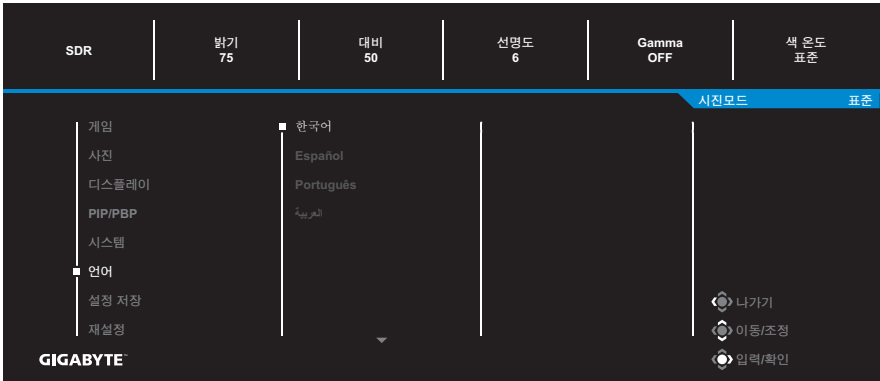 SDR
밝기
75
대비
50
선명도
6
Gamma
OFF
색 온도
표준
시진모드 표준
게임
사진
디스플레이
PIP/PBP
시스템
언어
설정 저장
재설정
한국어
Español
Português
العربية
나가기
이동/조정
입력/확인
GIGABYTE™